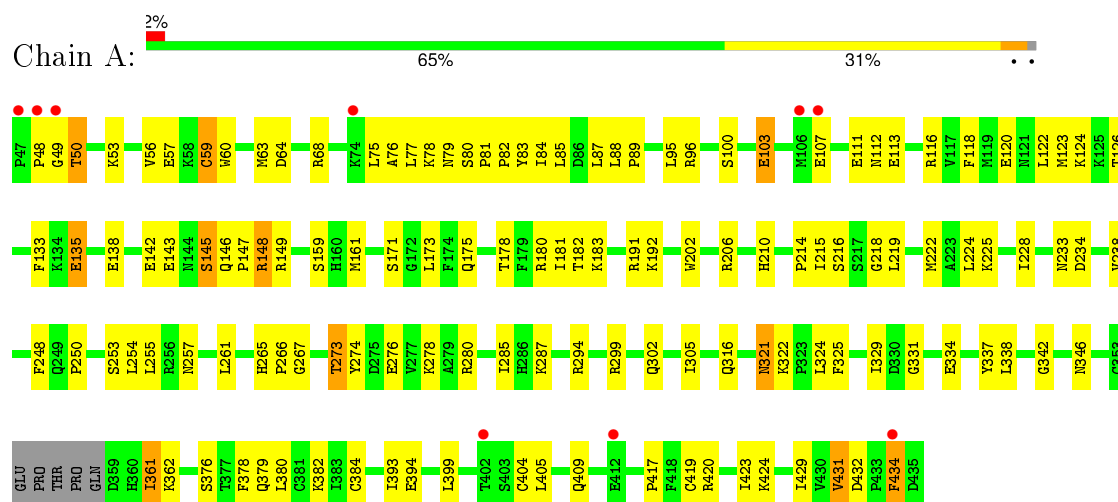 2%
Chain A:
65% 31% • •
P47 P48 G49 T50 K53 V56 E57 K58 C59 W60 M63 D64 R68 K74 L75 A76 L77 K78 N79 S80 P81 P82 Y83 I84 L85 D86 L87 L88 P89 L95 R96 S100 E103 M106 E107 E111 N112 E113 R116 V117 F118 M119 E120 N121 L122 M123 K124 K125 T126
F133 K134 E135 E138 E142 E143 N144 S145 Q146 P147 R148 R149 S159 H160 M161 S171 G172 L173 F174 Q175 T178 F179 R180 I181 T182 K183 R191 K192 W202 R206 H210 P214 I215 S216 S217 G218 L219 M222 A223 L224 K225 I228 N233 D234 V238
F248 Q249 P250 S253 L254 L255 R256 N257 L261 H265 P266 G267 Y273 Y274 D275 E276 V277 K278 A279 R280 I285 H286 K287 R294 R299 Q302 I305 Q316 N321 K322 P323 L324 F325 I329 D330 G331 E334 Y337 L338 G342 N346 C353
GLU PRO THR PRO GLN D359 H360 I361 K362 S376 T377 F378 Q379 L380 C381 K382 I383 C384 I393 E394 L399 T402 S403 C404 L405 Q409 E412 P417 F418 C419 R420 I423 K424 I429 V430 V431 D432 P433 F434 D435